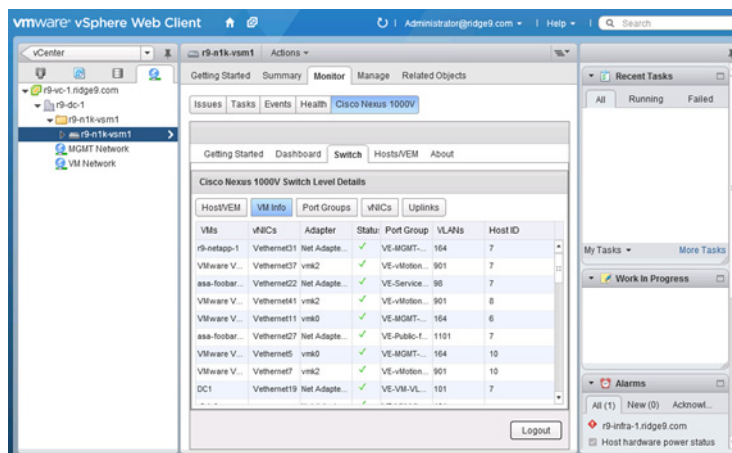 vmware® vSphere Web Client
Administrator@ridge9.com
Help
Search
vCenter
r9-n1k-vsm1 Actions
r9-vc-1.ridge9.com
r9-dc-1
r9-n1k-vsm1
r9-n1k-vsm1
MGMT Network
VM Network
Getting Started Summary Monitor Manage Related Objects
Issues Tasks Events Health Cisco Nexus 1000V
Getting Started Dashboard Switch Hosts/VEM About
Cisco Nexus 1000V Switch Level Details
Host/VEM VM Info Port Groups vNICs Uplinks
VMs vNICs Adapter Status Port Group VLANs Host ID
r9-netapp-1 Vethernet31 Net Adapte... VE-MGMT-... 164 7
VMware V... Vethernet37 vmk2 VE-vMotion... 901 7
asa-foobar... Vethernet22 Net Adapte... VE-Service... 98 7
VMware V... Vethernet41 vmk2 VE-vMotion... 901 8
VMware V... Vethernet11 vmk0 VE-MGMT-... 164 6
asa-foobar... Vethernet27 Net Adapte... VE-Public-f... 1101 7
VMware V... Vethernet5 vmk0 VE-MGMT-... 164 10
VMware V... Vethernet7 vmk2 VE-vMotion... 901 10
DC1 Vethernet19 Net Adapte... VE-VM-VL... 101 7
Logout
Recent Tasks
All Running Failed
My Tasks More Tasks
Work In Progress
Alarms
All (1) New (0) Acknowl...
r9-infra-1.ridge9.com
Host hardware power status